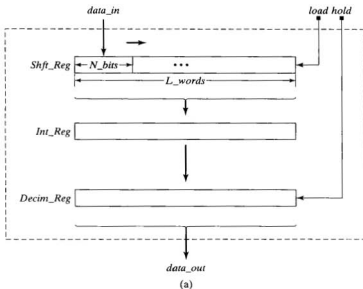 data_in
load hold
Shft_Reg
N_bits
...
L_words
Int_Reg
Decim_Reg
data_out
(a)